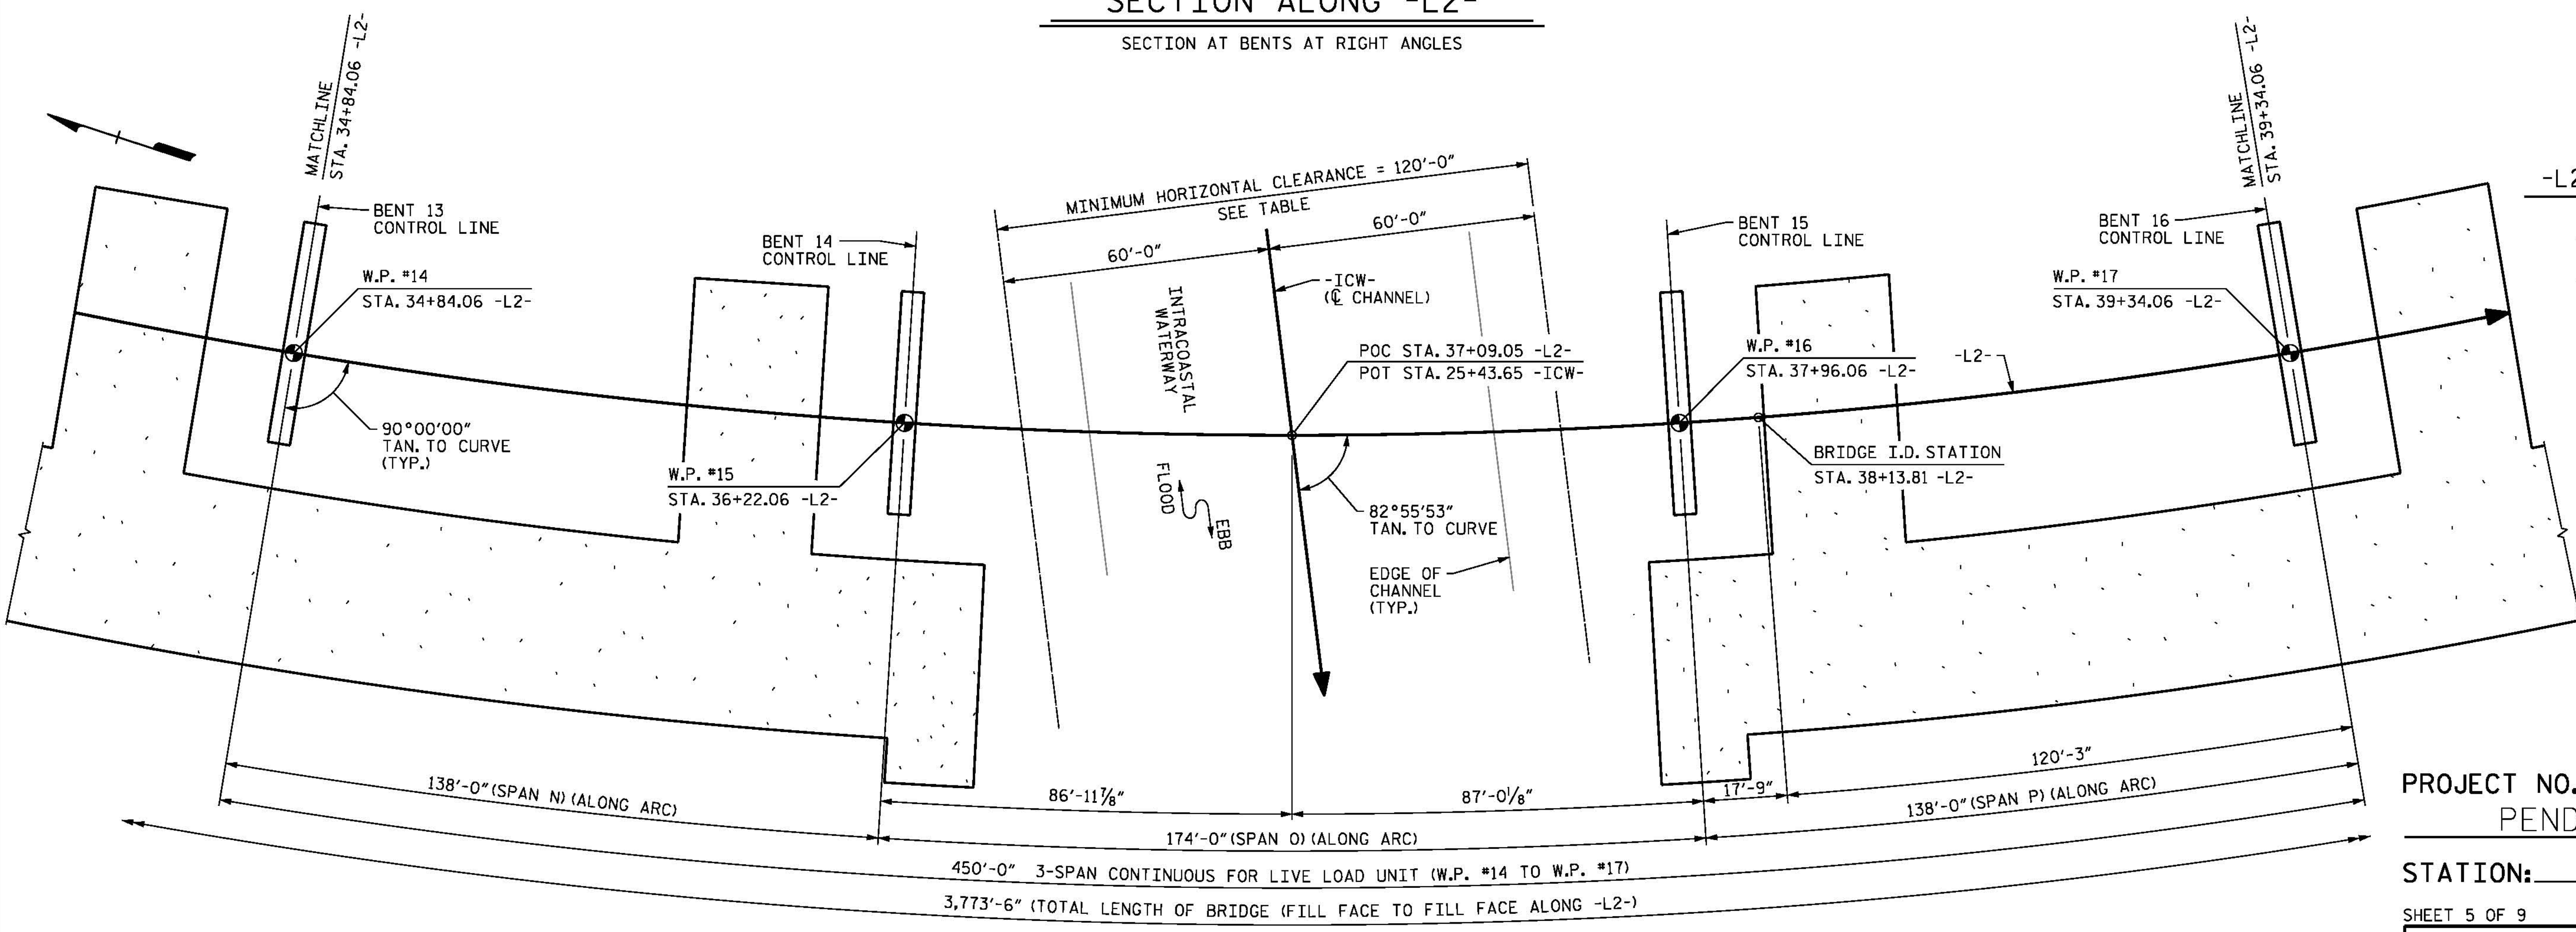 SECTION ALONG -L2-
SECTION AT BENTS AT RIGHT ANGLES
MATCHLINE
STA. 34+84.06 -L2-
MATCHLINE
STA. 39+34.06 -L2-
-L2
BENT 13
CONTROL LINE
W.P. #14
STA. 34+84.06 -L2-
90°00'00"
TAN. TO CURVE
(TYP.)
BENT 14
CONTROL LINE
W.P. #15
STA. 36+22.06 -L2-
MINIMUM HORIZONTAL CLEARANCE = 120'-0"
SEE TABLE
60'-0"
60'-0"
INTRACOASTAL
WATERWAY
-ICW-
(℄ CHANNEL)
POC STA. 37+09.05 -L2-
POT STA. 25+43.65 -ICW-
FLOOD
EBB
82°55'53"
TAN. TO CURVE
EDGE OF
CHANNEL
(TYP.)
BENT 15
CONTROL LINE
W.P. #16
STA. 37+96.06 -L2-
-L2-
BRIDGE I.D. STATION
STA. 38+13.81 -L2-
BENT 16
CONTROL LINE
W.P. #17
STA. 39+34.06 -L2-
138'-0" (SPAN N) (ALONG ARC)
86'-11⅞"
87'-0⅛"
17'-9"
120'-3"
174'-0" (SPAN O) (ALONG ARC)
138'-0" (SPAN P) (ALONG ARC)
450'-0" 3-SPAN CONTINUOUS FOR LIVE LOAD UNIT (W.P. #14 TO W.P. #17)
3,773'-6" (TOTAL LENGTH OF BRIDGE (FILL FACE TO FILL FACE ALONG -L2-)
PROJECT NO.
PEND
STATION:
SHEET 5 OF 9